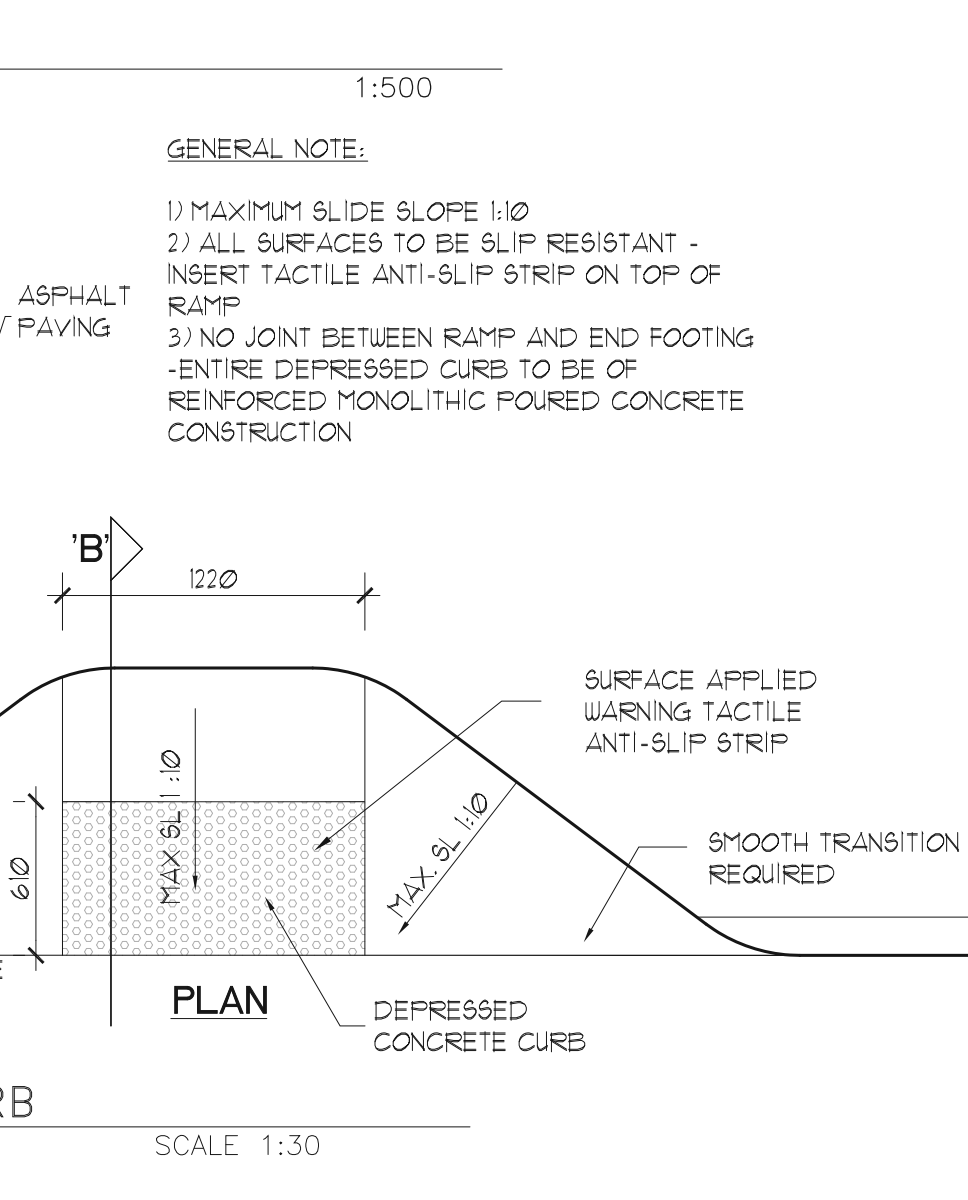 1:500
GENERAL NOTE:
1) MAXIMUM SLIDE SLOPE 1:10
2) ALL SURFACES TO BE SLIP RESISTANT -
INSERT TACTILE ANTI-SLIP STRIP ON TOP OF
RAMP
3) NO JOINT BETWEEN RAMP AND END FOOTING
-ENTIRE DEPRESSED CURB TO BE OF
REINFORCED MONOLITHIC POURED CONCRETE
CONSTRUCTION
ASPHALT
PAVING
'B'
1220
SURFACE APPLIED
WARNING TACTILE
ANTI-SLIP STRIP
MAX SL 1:10
MAX. SL 1:10
610
SMOOTH TRANSITION
REQUIRED
E
PLAN
DEPRESSED
CONCRETE CURB
RB
SCALE 1:30